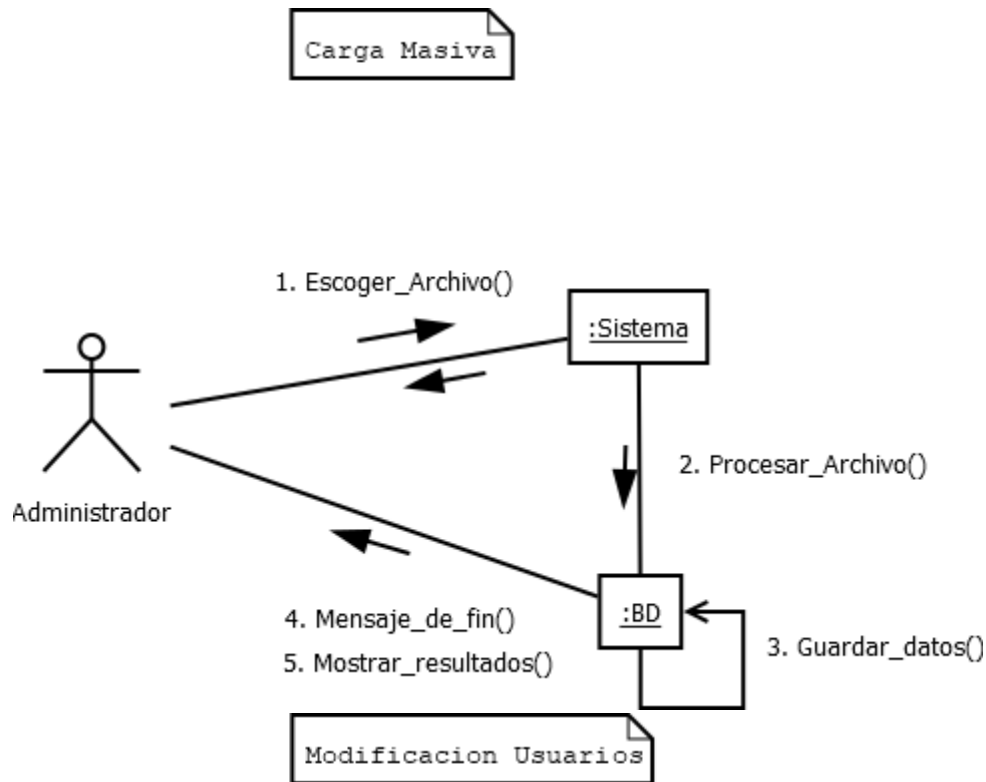 Carga Masiva
1. Escoger_Archivo()
:Sistema
2. Procesar_Archivo()
Administrador
:BD
4. Mensaje_de_fin()
5. Mostrar_resultados()
3. Guardar_datos()
Modificacion Usuarios